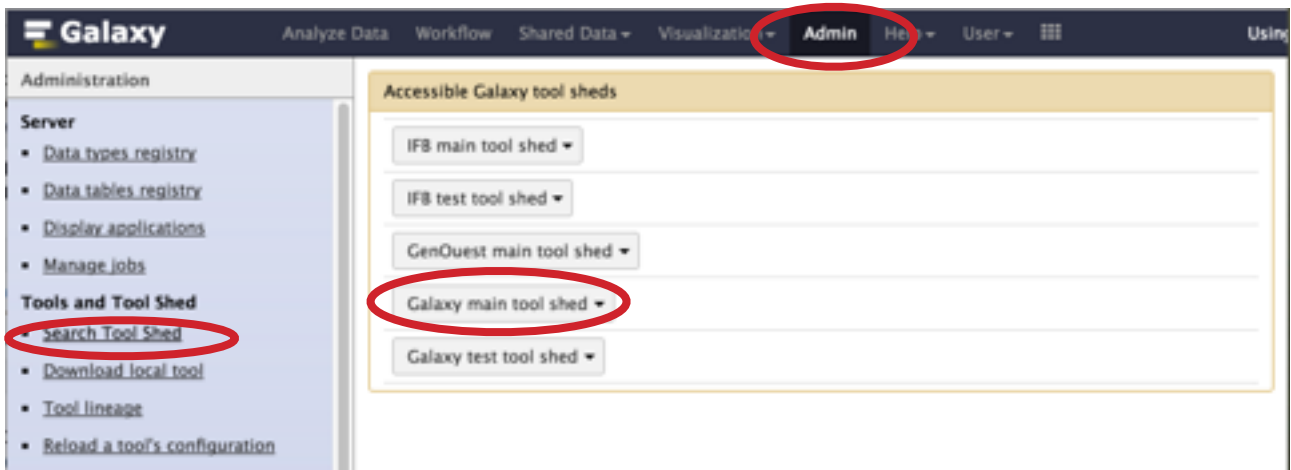 Galaxy Analyze Data Workflow Shared Data Visualization Admin Help User Using
Administration
Server
Data types registry
Data tables registry
Display applications
Manage jobs
Tools and Tool Shed
Search Tool Shed
Download local tool
Tool lineage
Reload a tool's configuration
Accessible Galaxy tool sheds
IFB main tool shed
IFB test tool shed
GenOuest main tool shed
Galaxy main tool shed
Galaxy test tool shed